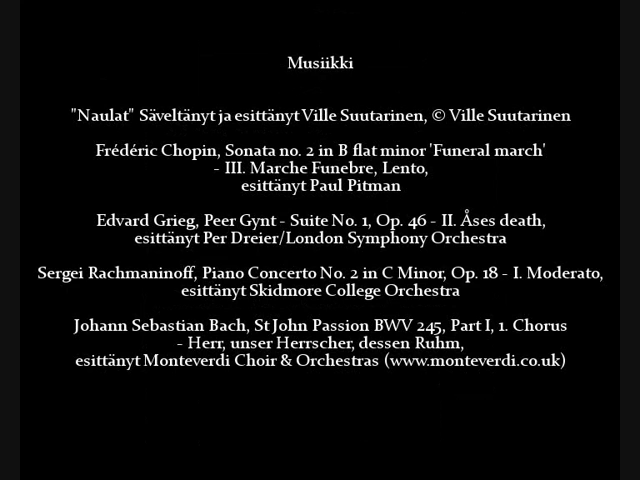 Musiikki
"Naulat" Säveltänyt ja esittänyt Ville Suutarinen, © Ville Suutarinen
Frédéric Chopin, Sonata no. 2 in B flat minor 'Funeral march'
- III. Marche Funebre, Lento,
esittänyt Paul Pitman
Edvard Grieg, Peer Gynt - Suite No. 1, Op. 46 - II. Åses death,
esittänyt Per Dreier/London Symphony Orchestra
Sergei Rachmaninoff, Piano Concerto No. 2 in C Minor, Op. 18 - I. Moderato,
esittänyt Skidmore College Orchestra
Johann Sebastian Bach, St John Passion BWV 245, Part I, 1. Chorus
- Herr, unser Herrscher, dessen Ruhm,
esittänyt Monteverdi Choir & Orchestras (www.monteverdi.co.uk)